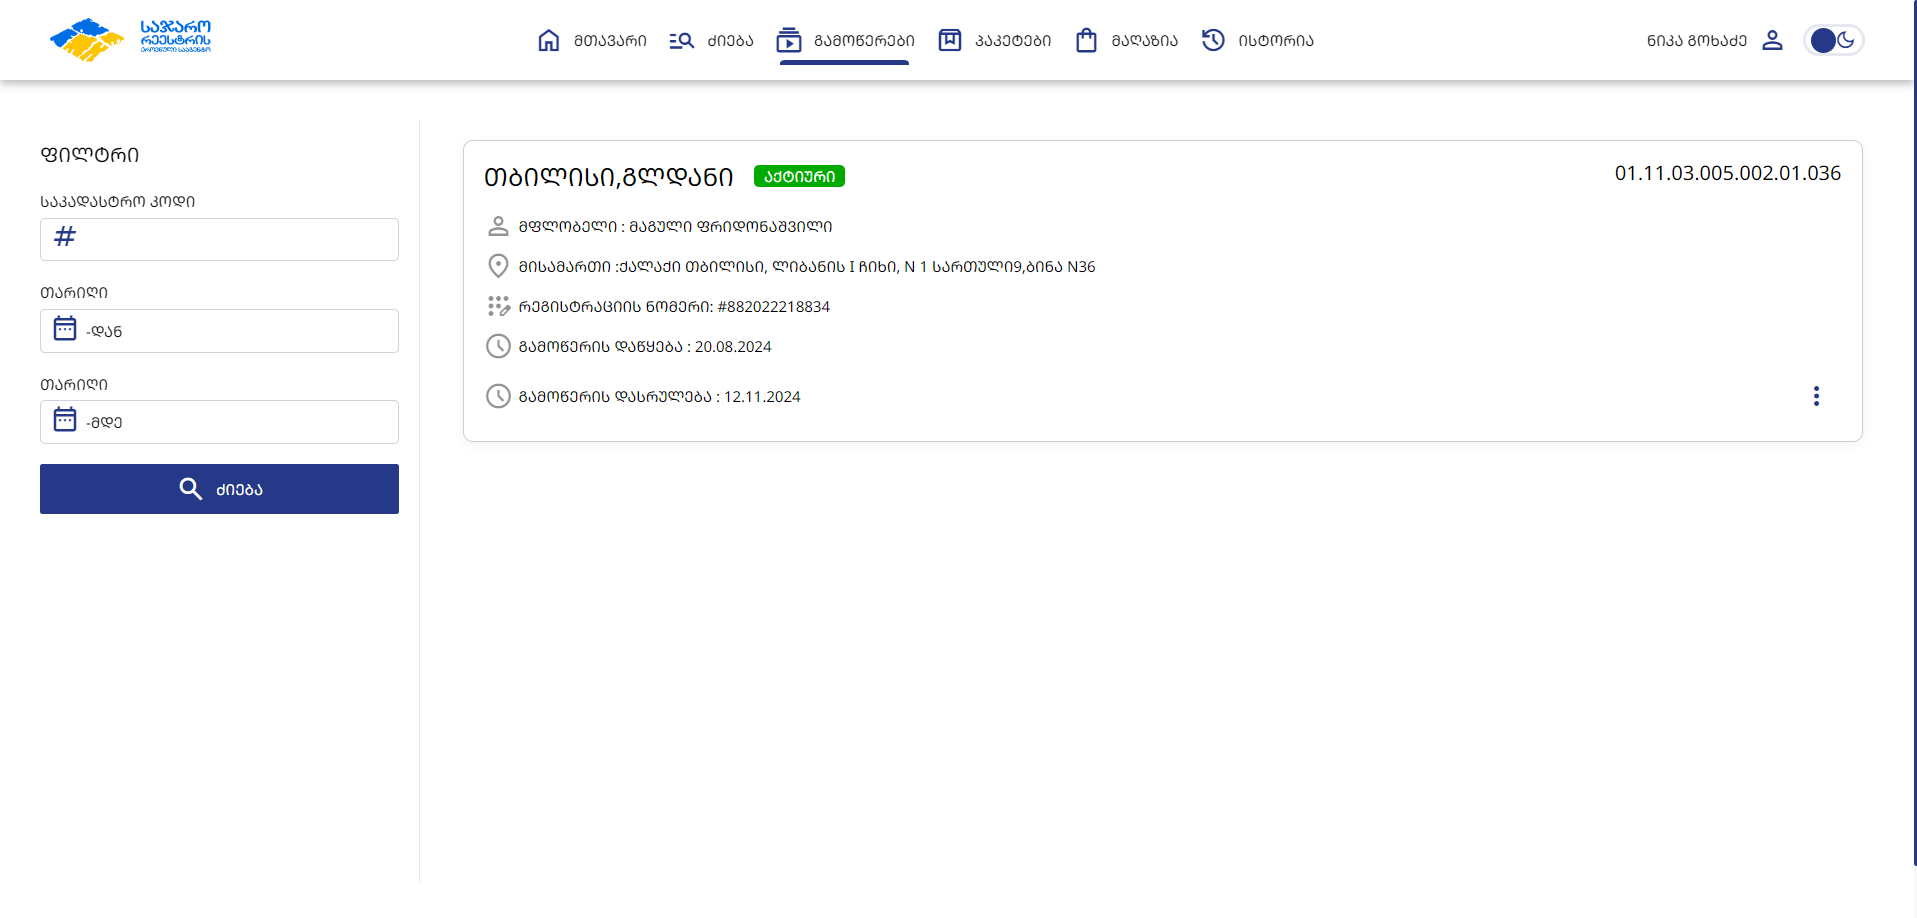 საჯარო
რეესტრის
ეროვნული სააგენტო
მთავარი
ძიება
გამოწერები
პაკეტები
მაღაზია
ისტორია
ნიკა გოხაძე
ფილტრი
საკადასტრო კოდი
#
თარიღი
-დან
თარიღი
-მდე
ძიება
თბილისი,გლდანი
აქტიური
01.11.03.005.002.01.036
მფლობელი : მაგული ფრიდონაშვილი
მისამართი :ქალაქი თბილისი, ლიბანის I ჩიხი, N 1 სართული9,ბინა N36
რეგისტრაციის ნომერი: #882022218834
გამოწერის დაწყება : 20.08.2024
გამოწერის დასრულება : 12.11.2024